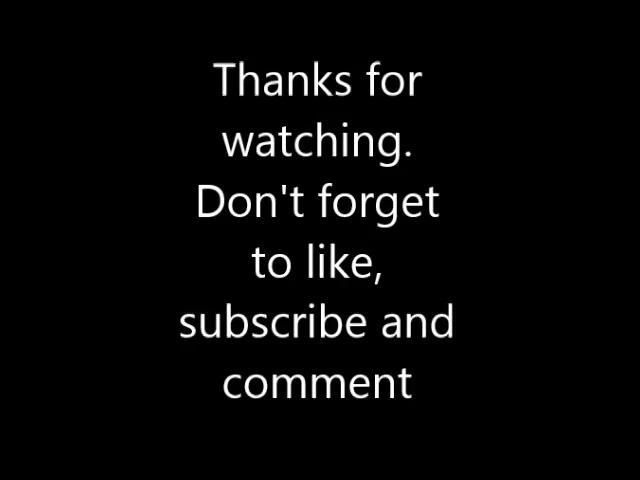 Thanks for
watching.
Don't forget
to like,
subscribe and
comment